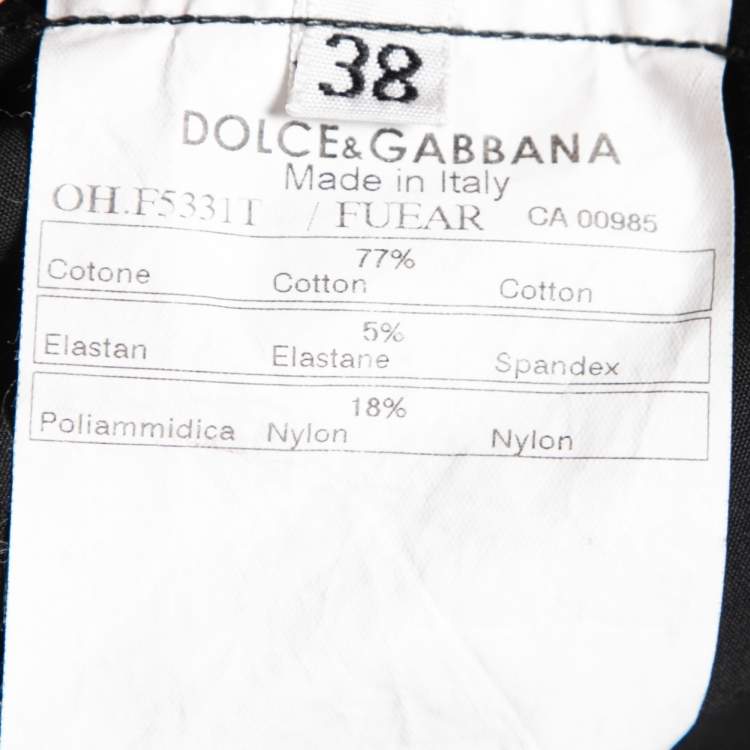 38
DOLCE&GABBANA
Made in Italy
OH.F5331T / FUEAR CA 00985
77%
Cotone Cotton Cotton
5%
Elastan Elastane Spandex
18%
Poliammidica Nylon Nylon